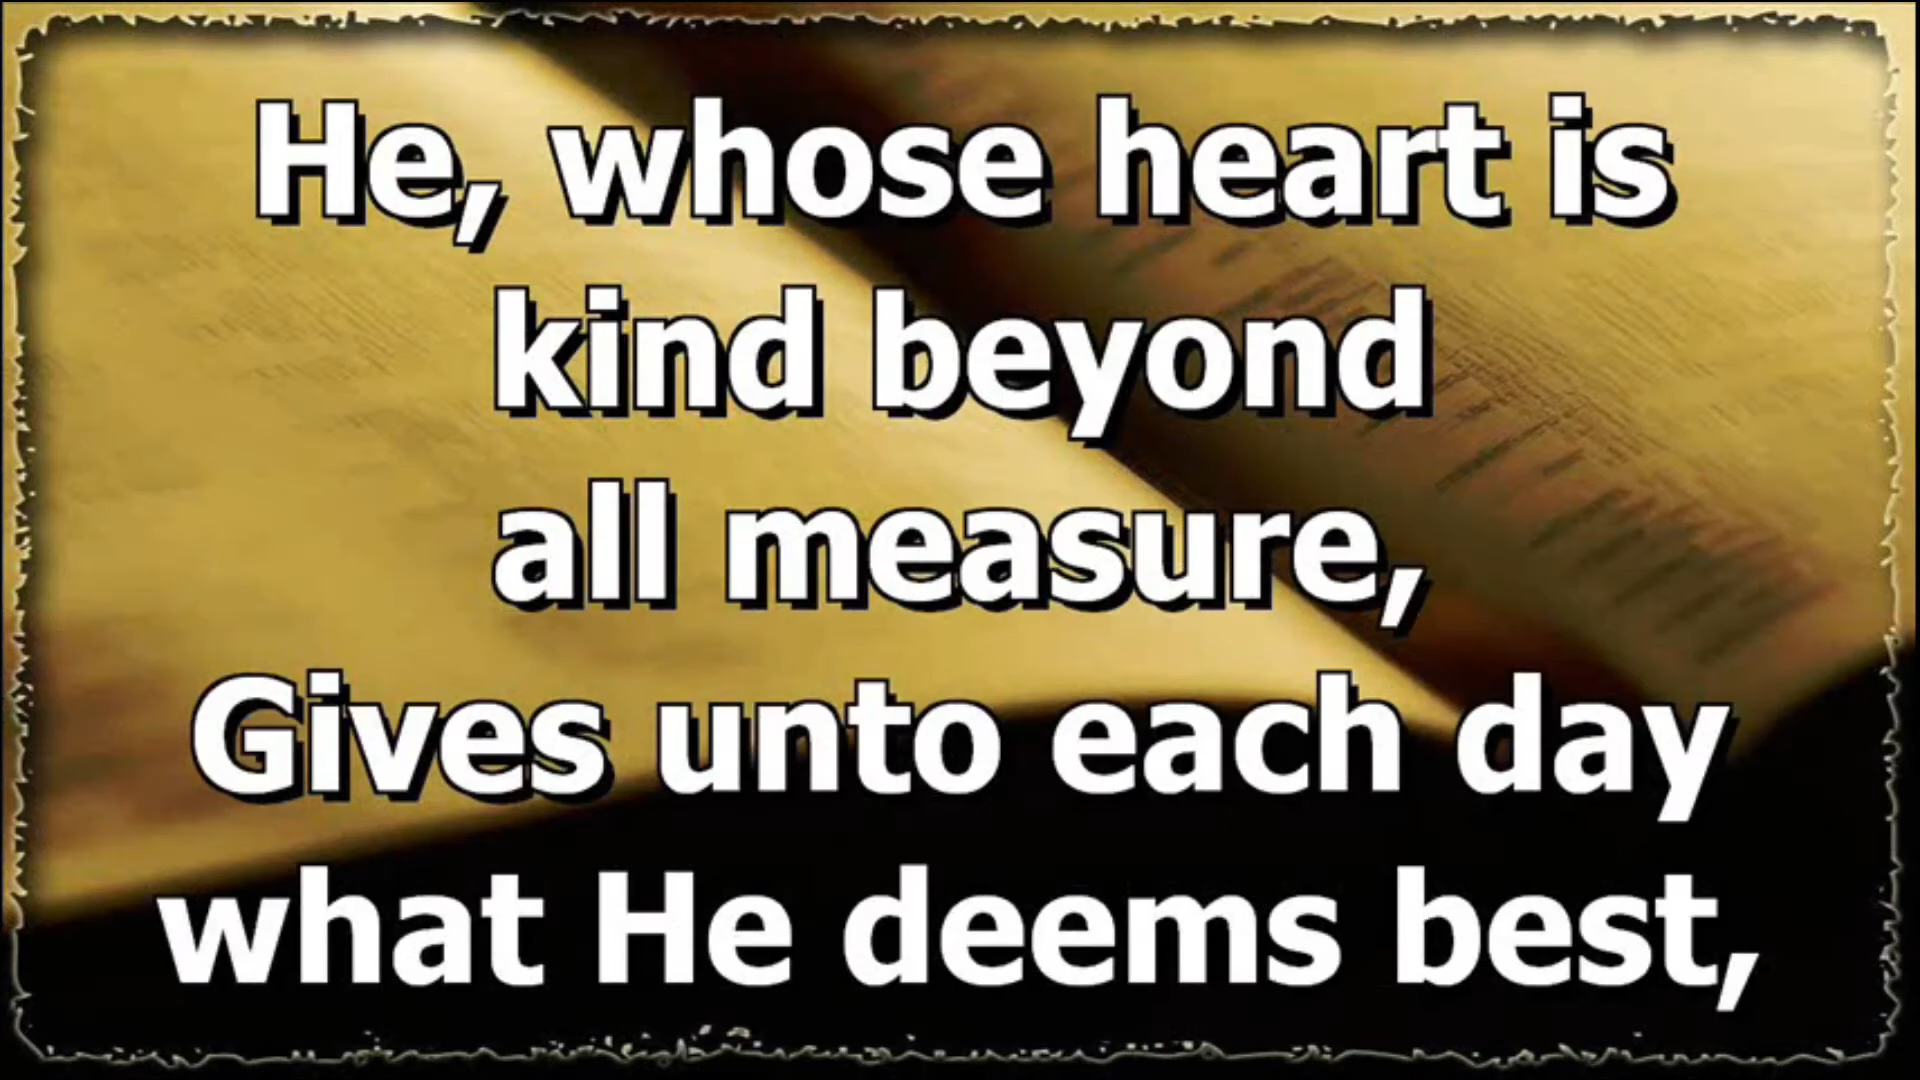 He, whose heart is
kind beyond
all measure,
Gives unto each day
what He deems best,